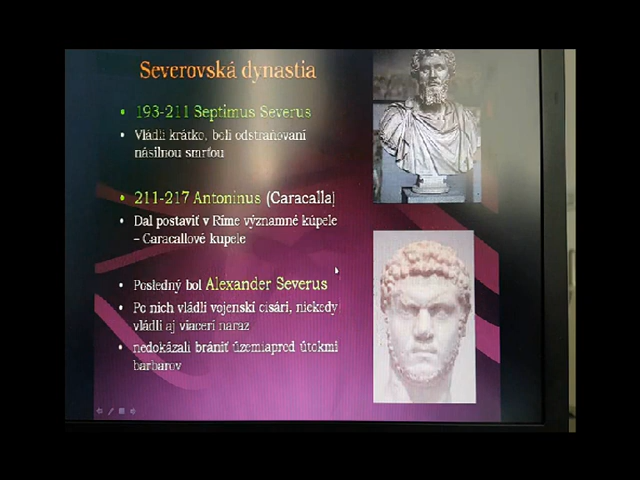 Severovská dynastia
• 193-211 Septimus Severus
• Vládli krátko, boli odstraňovaní
násilnou smrťou
• 211-217 Antoninus (Caracalla)
• Dal postaviť v Ríme významné kúpele
– Caracallové kupele
• Posledný bol Alexander Severus
• Po nich vládli vojenskí cisári, niekedy
vládli aj viacerí naraz
• nedokázali brániť územiapred útokmi
barbarov